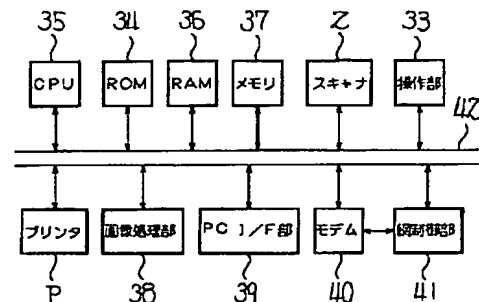 35 34 36 37 Z 33
CPU ROM RAM メモリ スキャナ 操作部
42
プリンタ 画像処理部 PC I/F部 モデム 網制御部
P 38 39 40 41